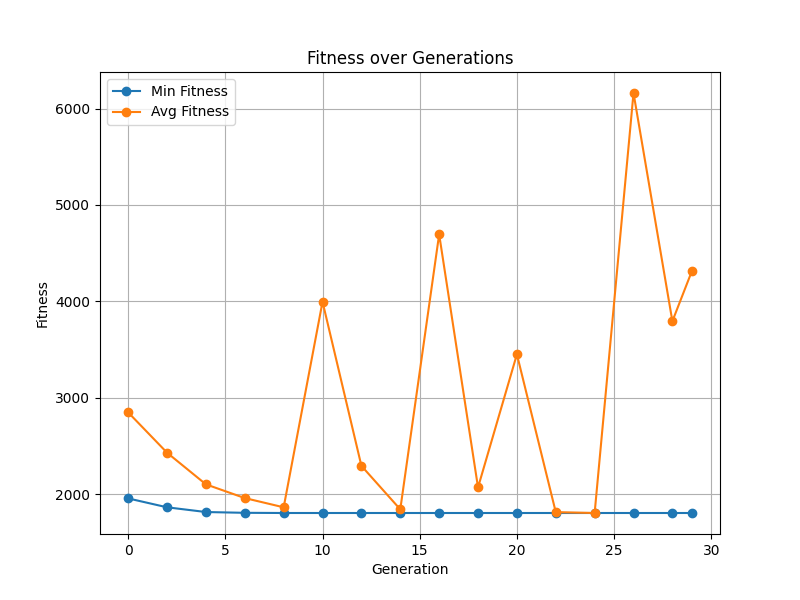 Fitness over Generations
Min Fitness
Avg Fitness
6000
5000
4000
3000
2000
Fitness
0 5 10 15 20 25 30
Generation